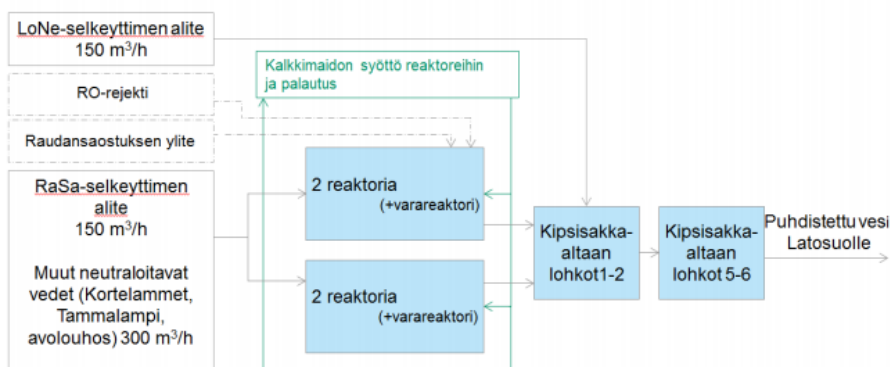 LoNe-selkeyttimen alite
150 m³/h
Kalkkimaidon syöttö reaktoreihin
ja palautus
RO-rejekti
Raudansaostuksen ylite
RaSa-selkeyttimen
alite
150 m³/h
Muut neutraloitavat
vedet (Kortelammet,
Tammalampi,
avolouhos) 300 m³/h
2 reaktoria
(+varareaktori)
2 reaktoria
(+varareaktori)
Kipsisakka-
altaan
lohkot1-2
Kipsisakka-
altaan
lohkot 5-6
Puhdistettu vesi
Latosuolle